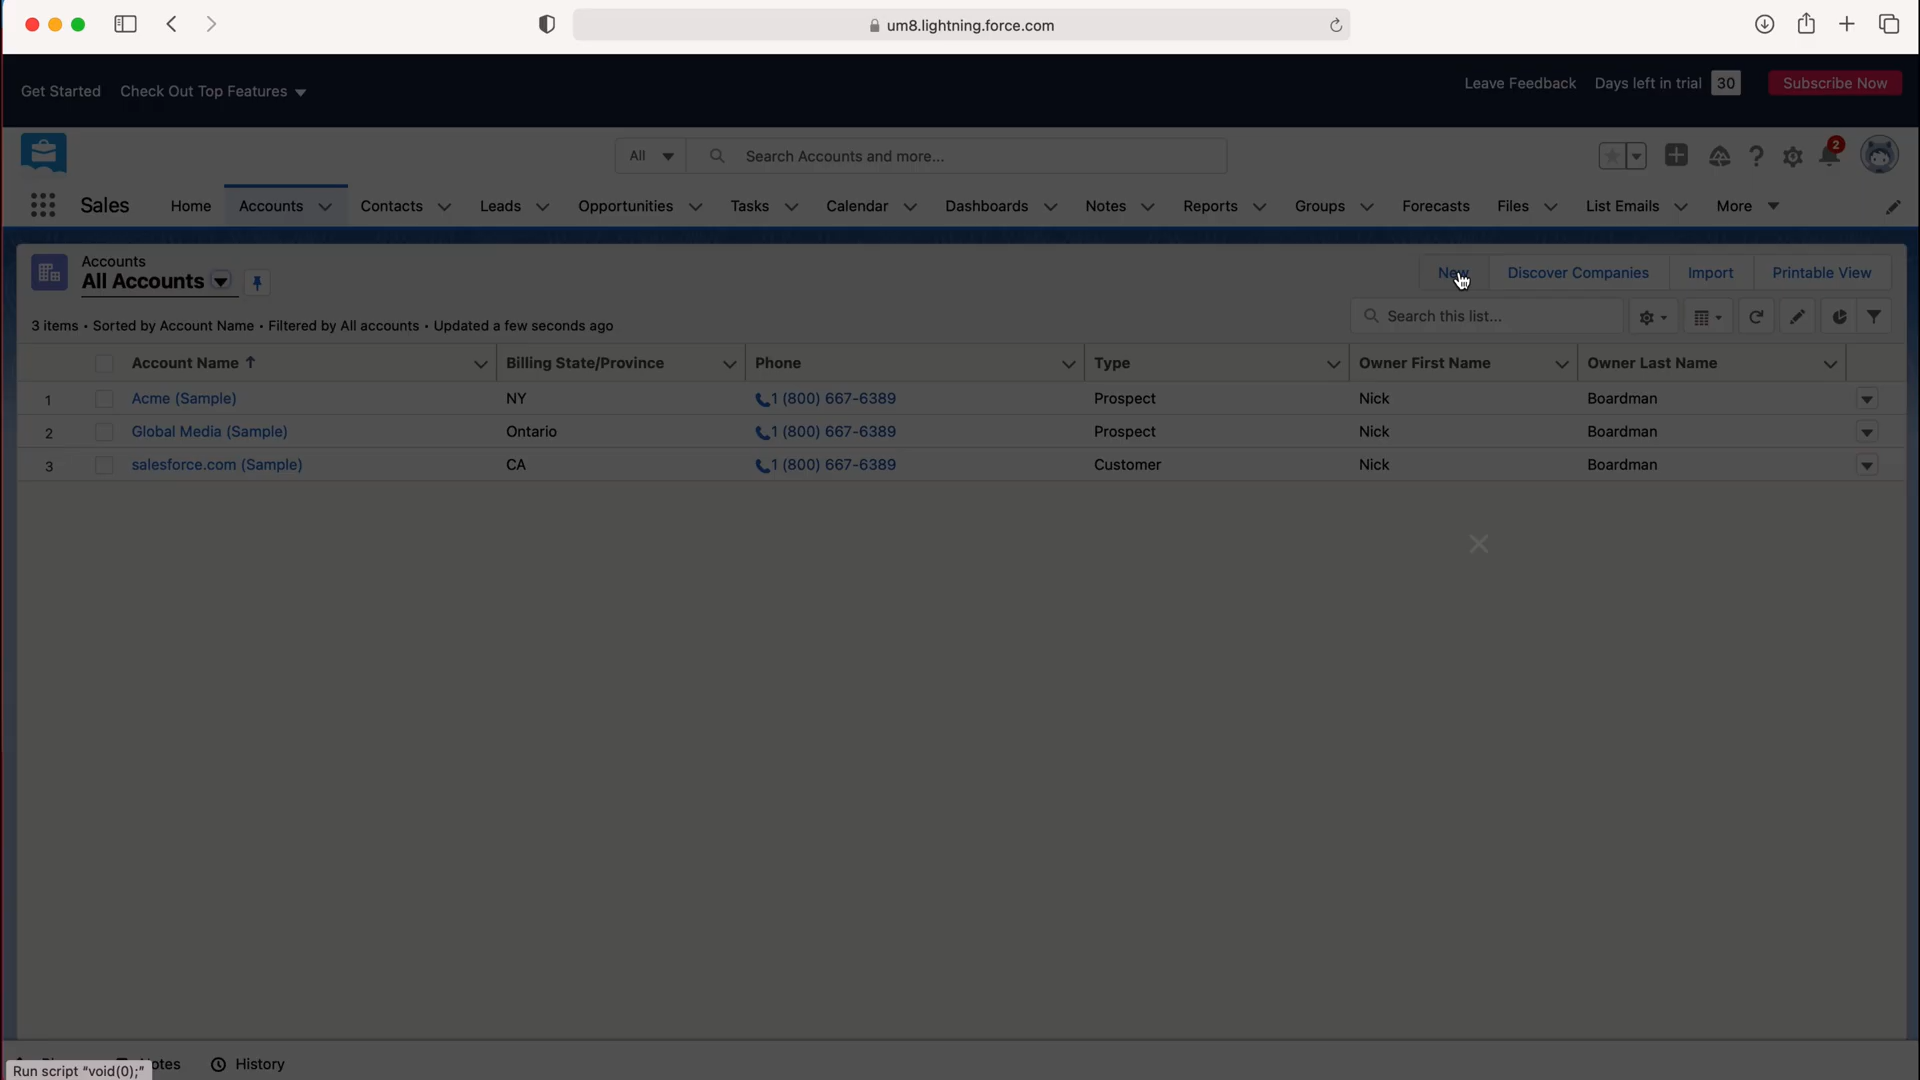 um8.lightning.force.com
Get Started Check Out Top Features Leave Feedback Days left in trial 30 Subscribe Now
All Search Accounts and more... 2
Sales Home Accounts Contacts Leads Opportunities Tasks Calendar Dashboards Notes Reports Groups Forecasts Files List Emails More
Accounts
All Accounts New Discover Companies Import Printable View
3 items • Sorted by Account Name • Filtered by All accounts • Updated a few seconds ago Search this list...
Account Name Billing State/Province Phone Type Owner First Name Owner Last Name
1 Acme (Sample) NY 1 (800) 667-6389 Prospect Nick Boardman
2 Global Media (Sample) Ontario 1 (800) 667-6389 Prospect Nick Boardman
3 salesforce.com (Sample) CA 1 (800) 667-6389 Customer Nick Boardman
History
Run script “void(0);”